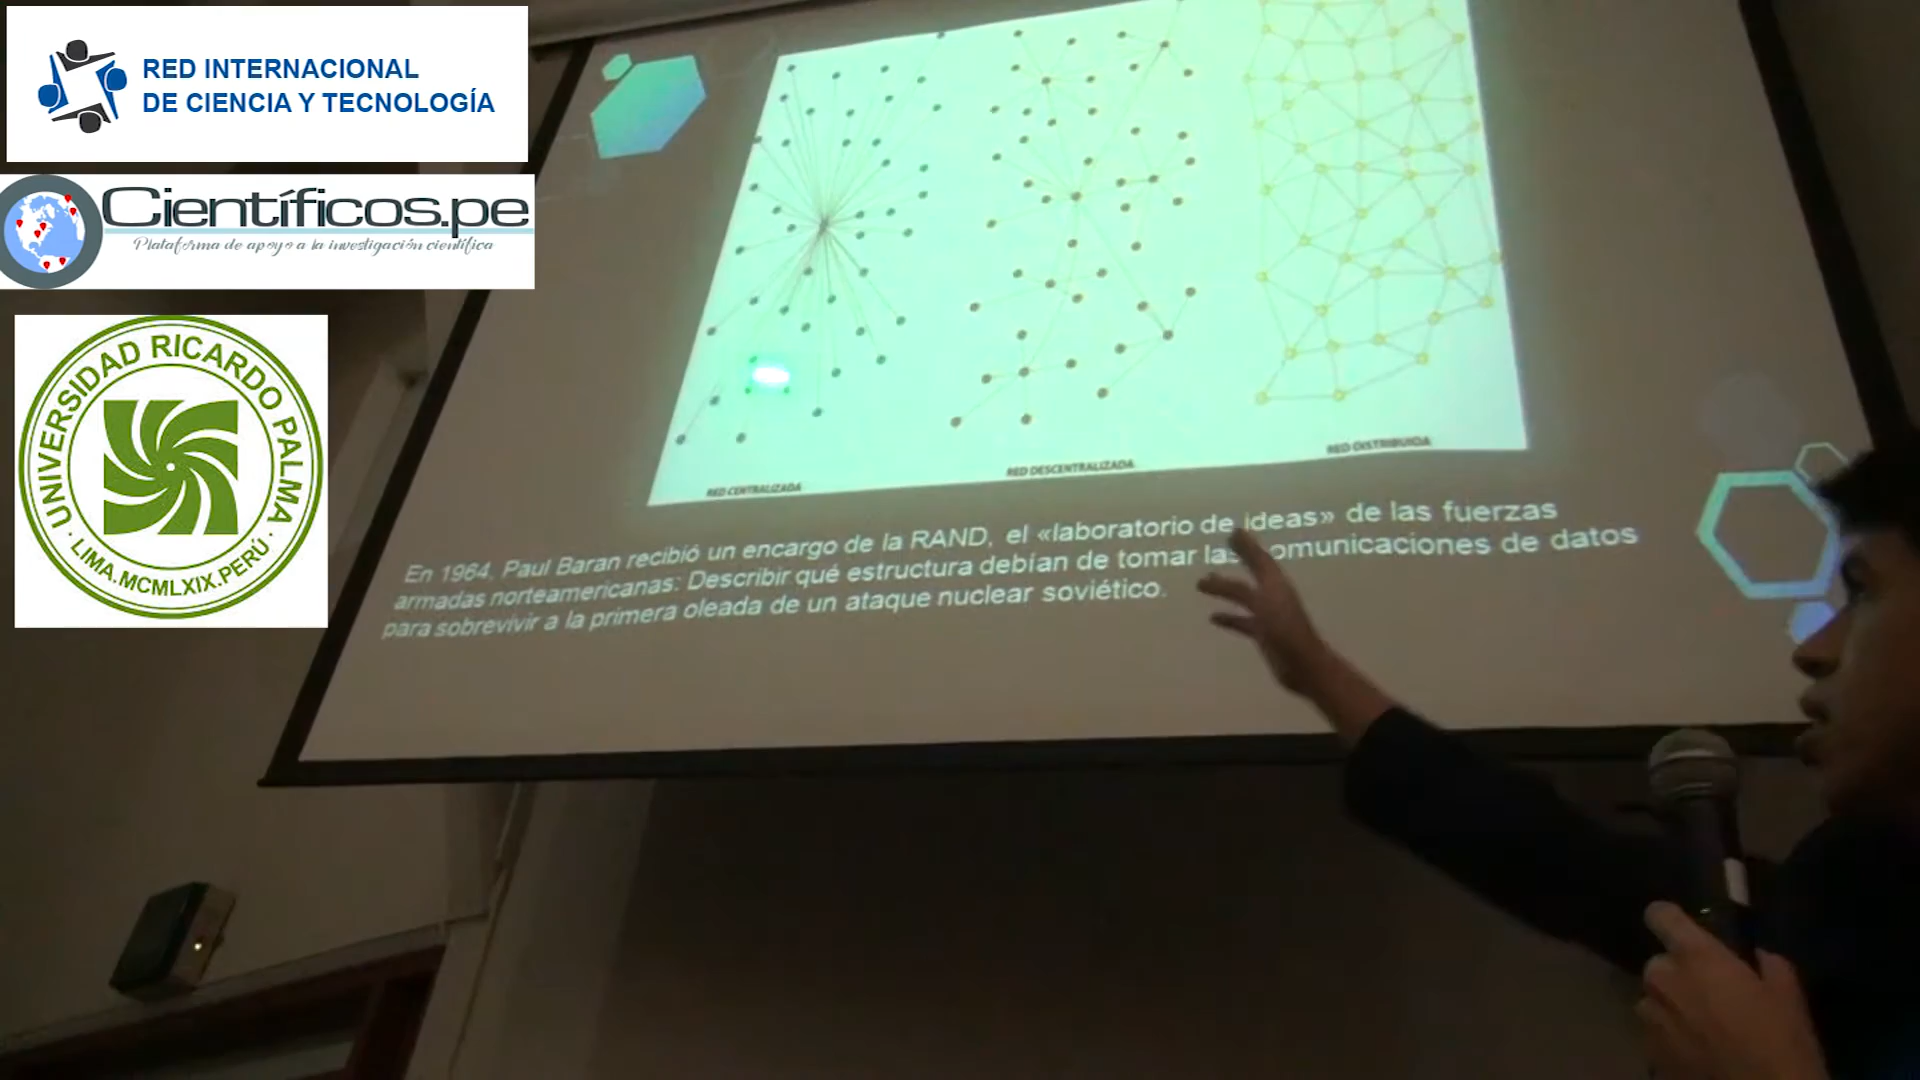 RED INTERNACIONAL
DE CIENCIA Y TECNOLOGÍA
Científicos.pe
Plataforma de apoyo a la investigación científica
UNIVERSIDAD RICARDO PALMA
LIMA.MCMLXIX.PERÚ
RED CENTRALIZADA
RED DESCENTRALIZADA
RED DISTRIBUIDA
En 1964, Paul Baran recibió un encargo de la RAND, el «laboratorio de ideas» de las fuerzas
armadas norteamericanas: Describir qué estructura debían de tomar las comunicaciones de datos
para sobrevivir a la primera oleada de un ataque nuclear soviético.